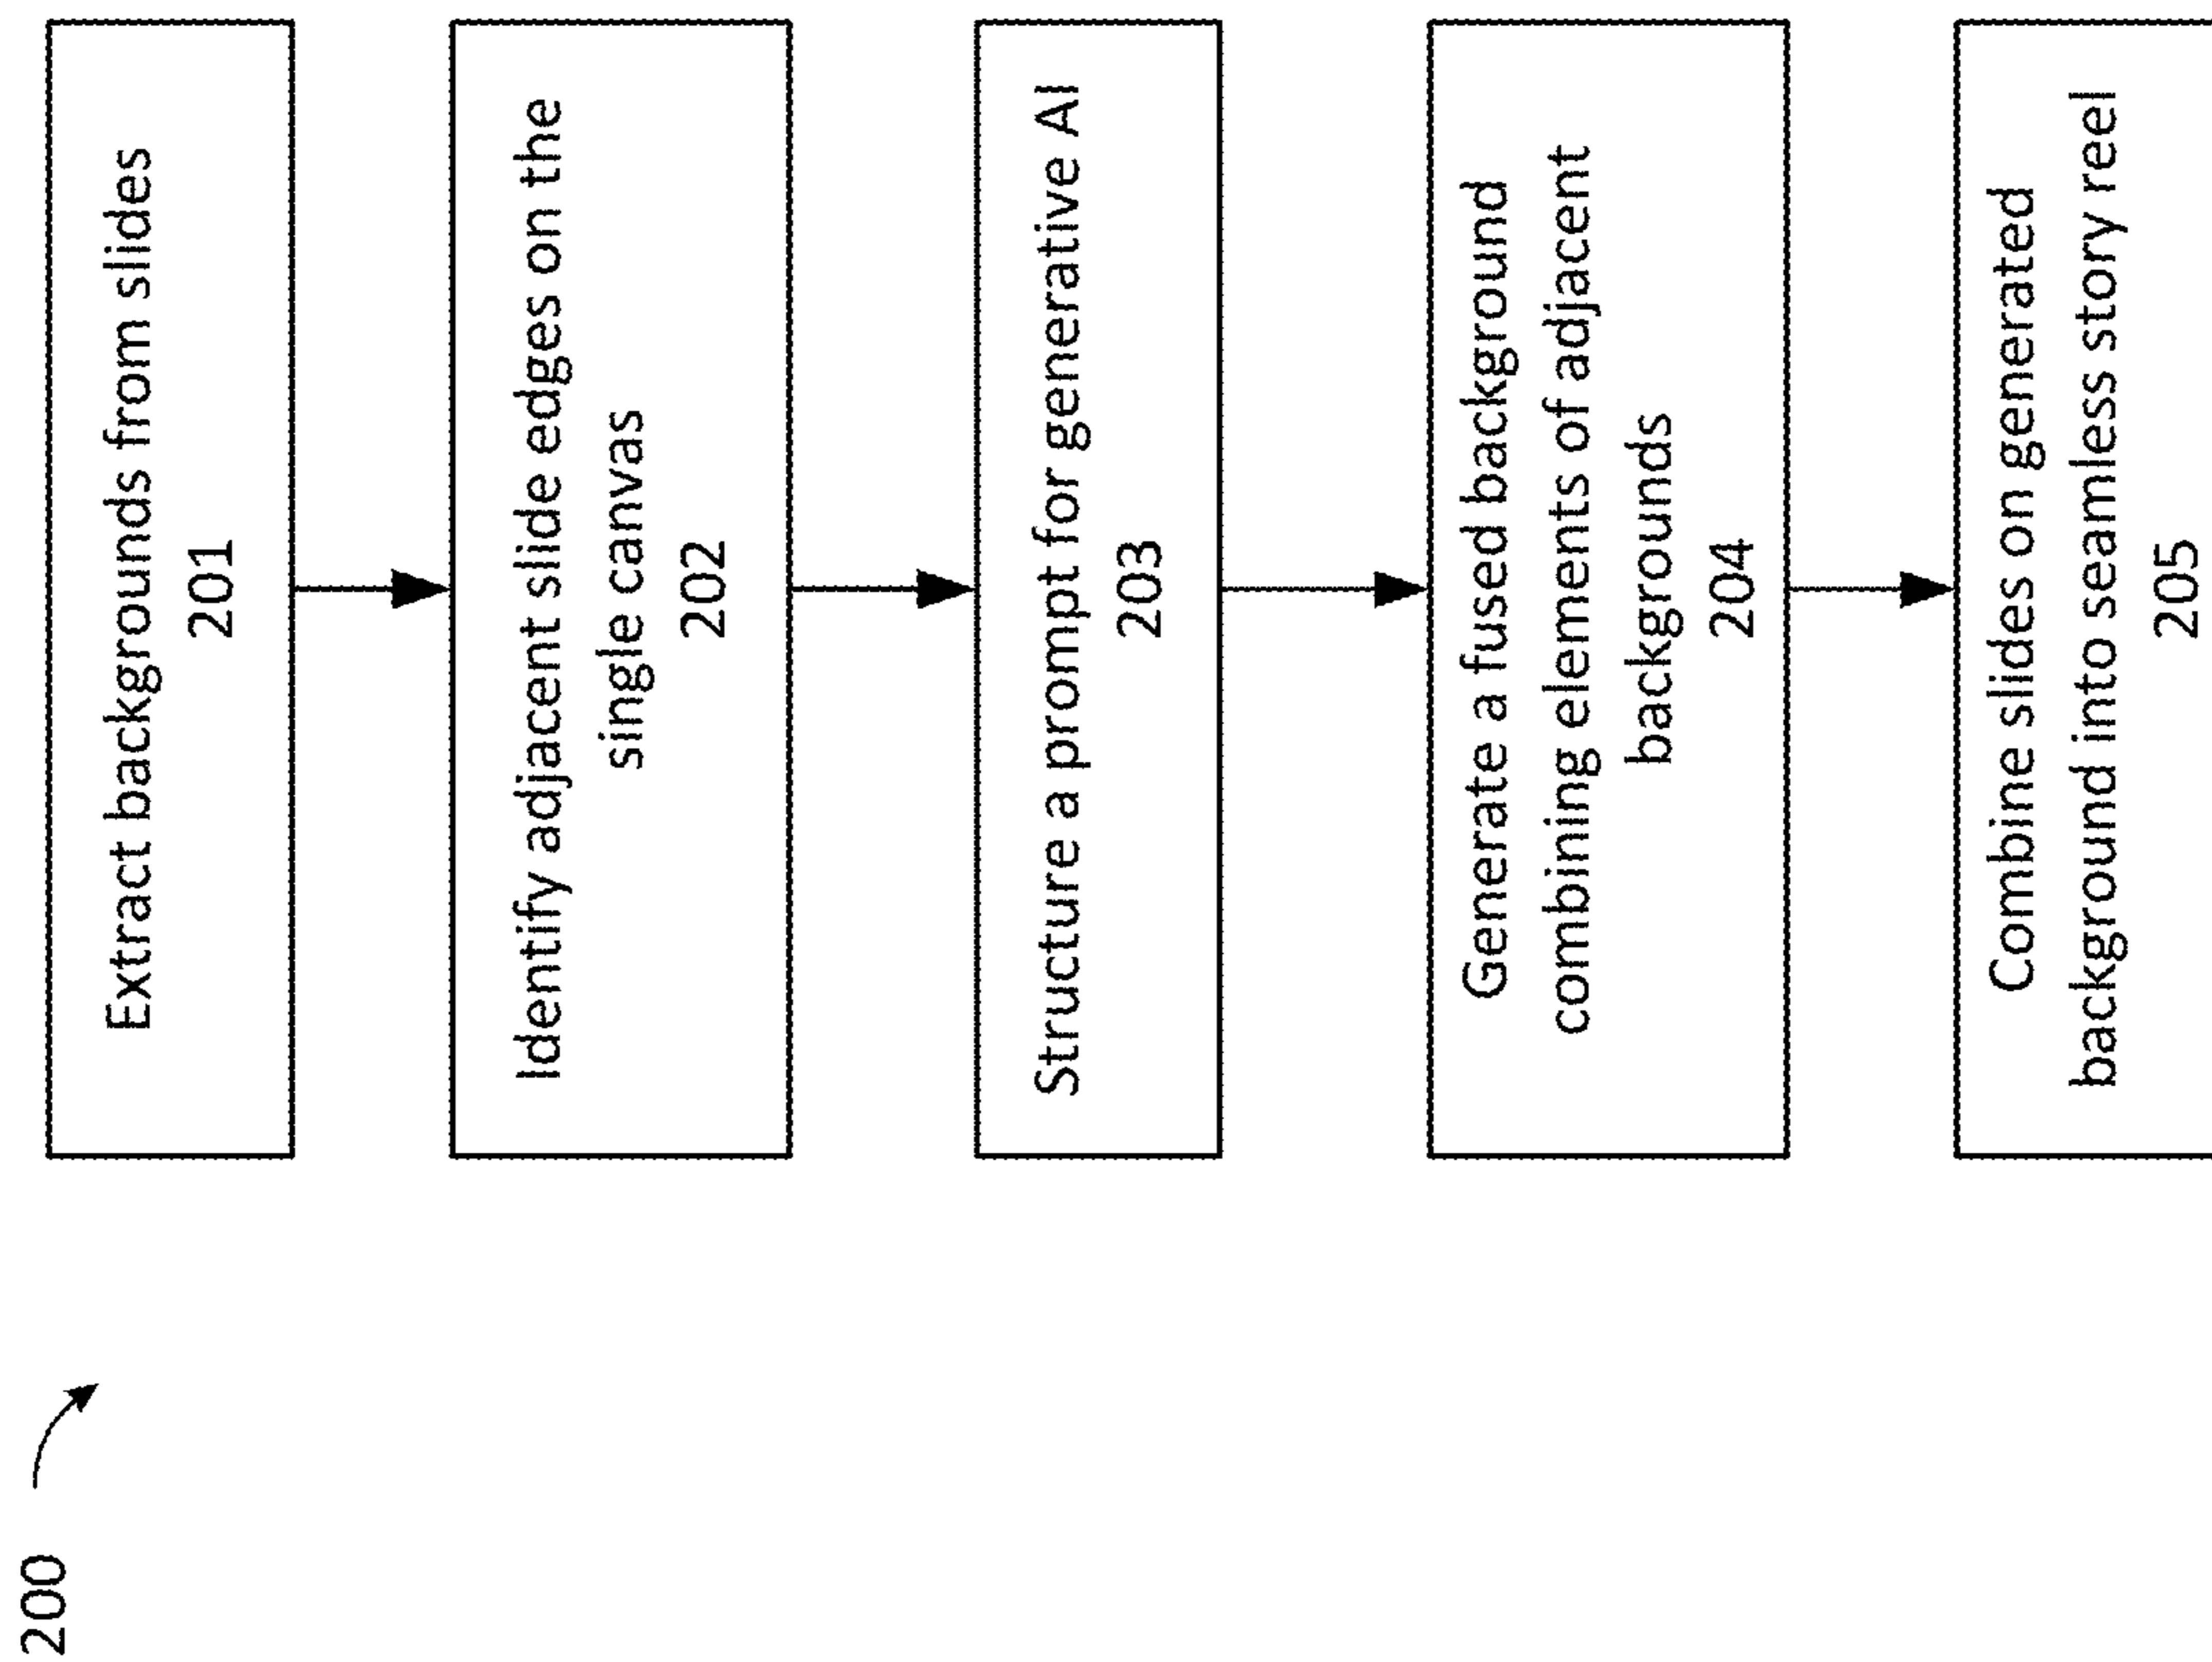 200
Extract backgrounds from slides
201
Identify adjacent slide edges on the
single canvas
202
Structure a prompt for generative AI
203
Generate a fused background
combining elements of adjacent
backgrounds
204
Combine slides on generated
background into seamless story reel
205